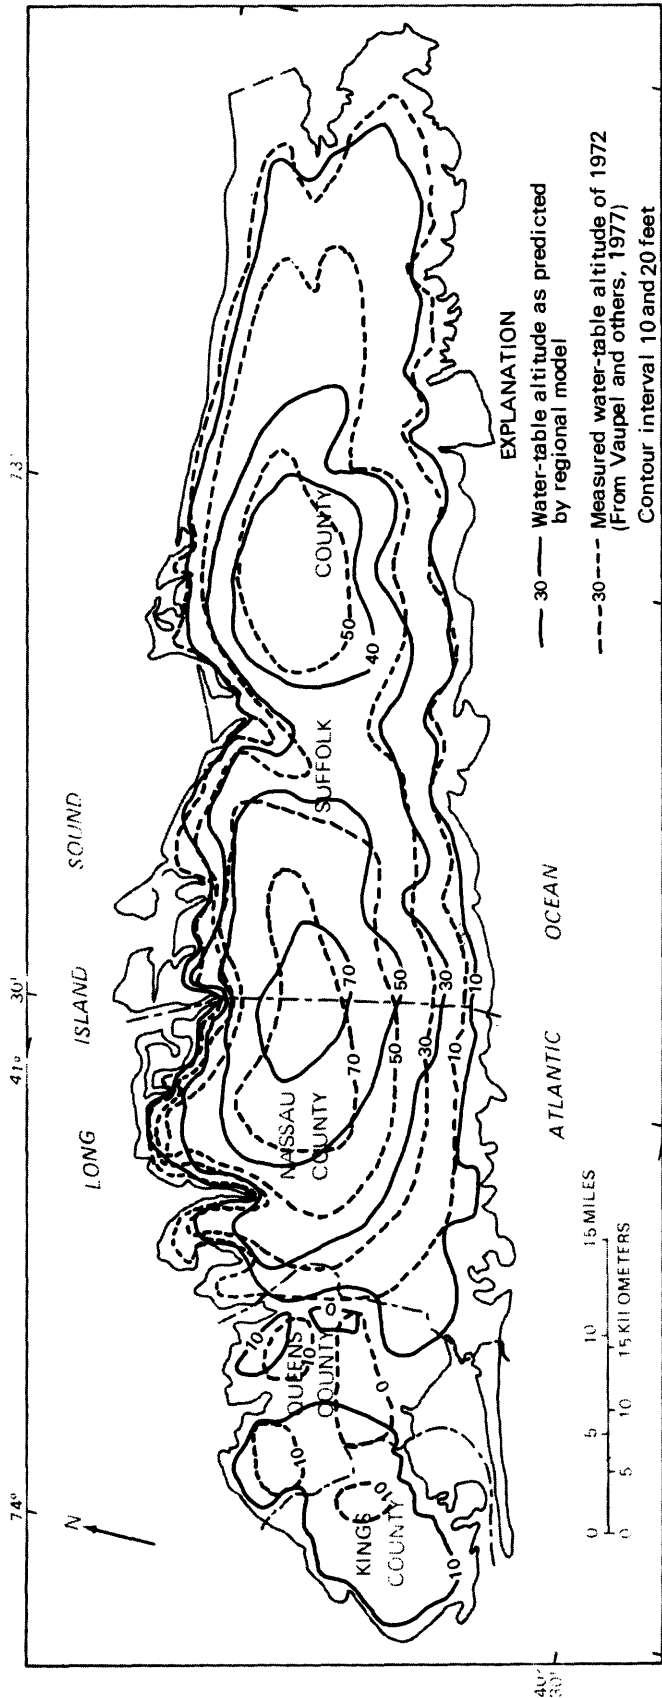 74°
41° 30'
73°
N
LONG ISLAND SOUND
KINGS
COUNTY
QUEENS
COUNTY
NASSAU
COUNTY
SUFFOLK COUNTY
10
10
10
10
10
0
0
70
70
50
50
30
30
10
10
40
50
ATLANTIC OCEAN
0 5 10 15 MILES
0 5 10 15 KILOMETERS
40°
30'
EXPLANATION
30 Water-table altitude as predicted
by regional model
30 Measured water-table altitude of 1972
(From Vaupel and others, 1977)
Contour interval 10 and 20 feet